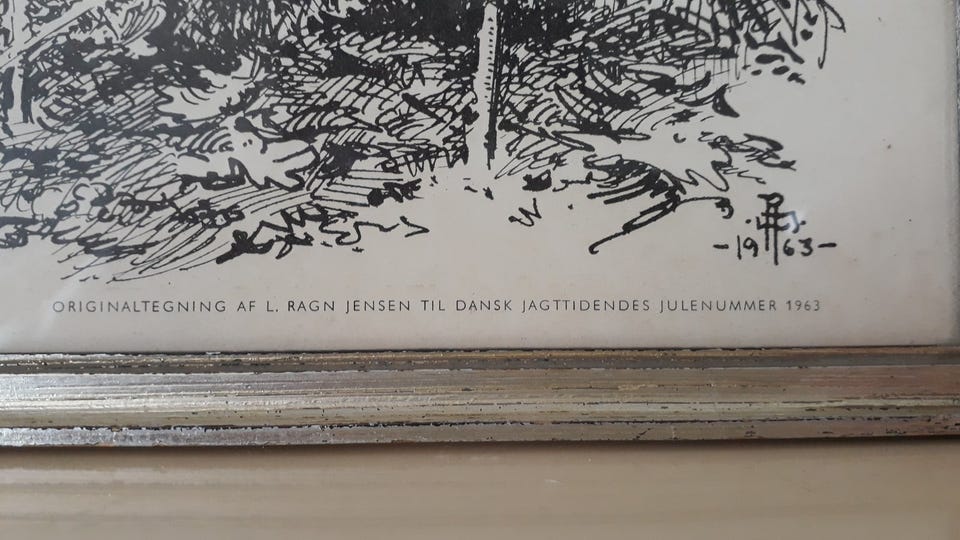 -1963-
ORIGINALTEGNING AF L. RAGN JENSEN TIL DANSK JAGTTIDENDES JULENUMMER 1963